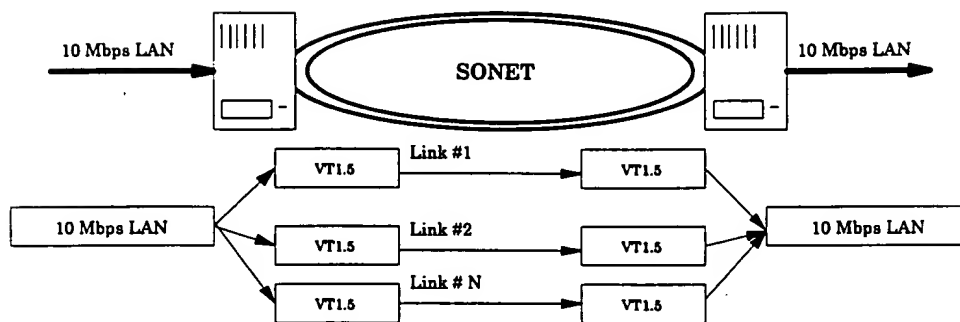 10 Mbps LAN
SONET
10 Mbps LAN
VT1.5
Link #1
VT1.5
10 Mbps LAN
VT1.5
Link #2
VT1.5
10 Mbps LAN
VT1.5
Link # N
VT1.5